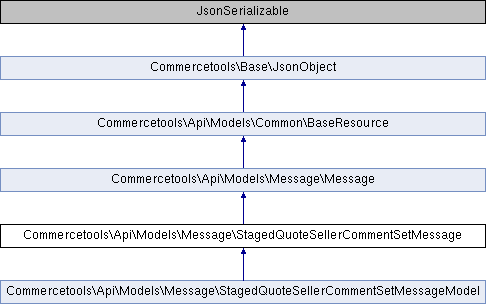 JsonSerializable
Commercetools\Base\JsonObject
Commercetools\Api\Models\Common\BaseResource
Commercetools\Api\Models\Message\Message
Commercetools\Api\Models\Message\StagedQuoteSellerCommentSetMessage
Commercetools\Api\Models\Message\StagedQuoteSellerCommentSetMessageModel